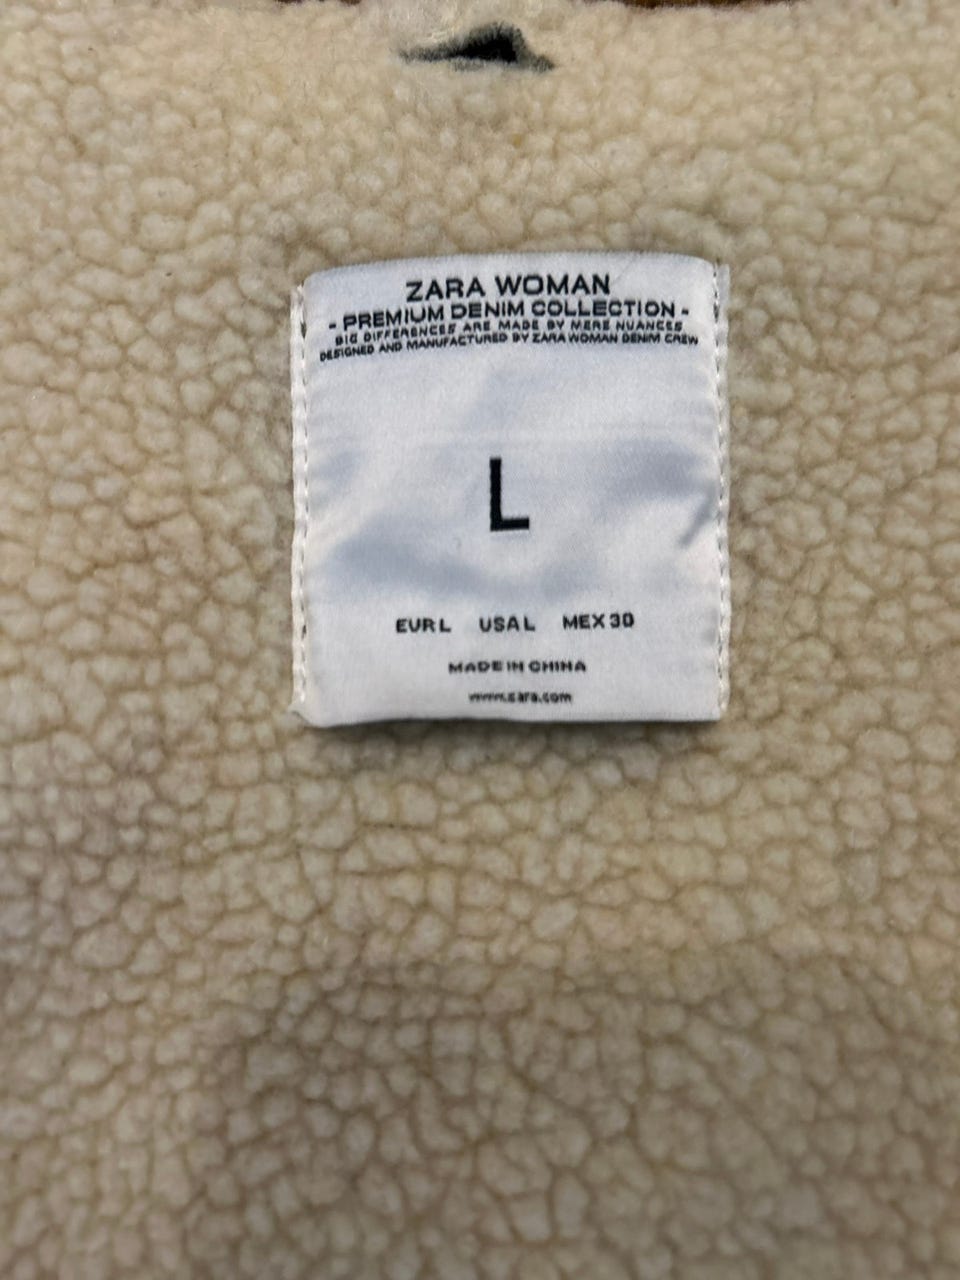 ZARA WOMAN
- PREMIUM DENIM COLLECTION -
BIG DIFFERENCES ARE MADE BY MERE NUANCES
DESIGNED AND MANUFACTURED BY ZARA WOMAN DENIM CREW
L
EUR L USA L MEX 30
MADE IN CHINA
www.zara.com